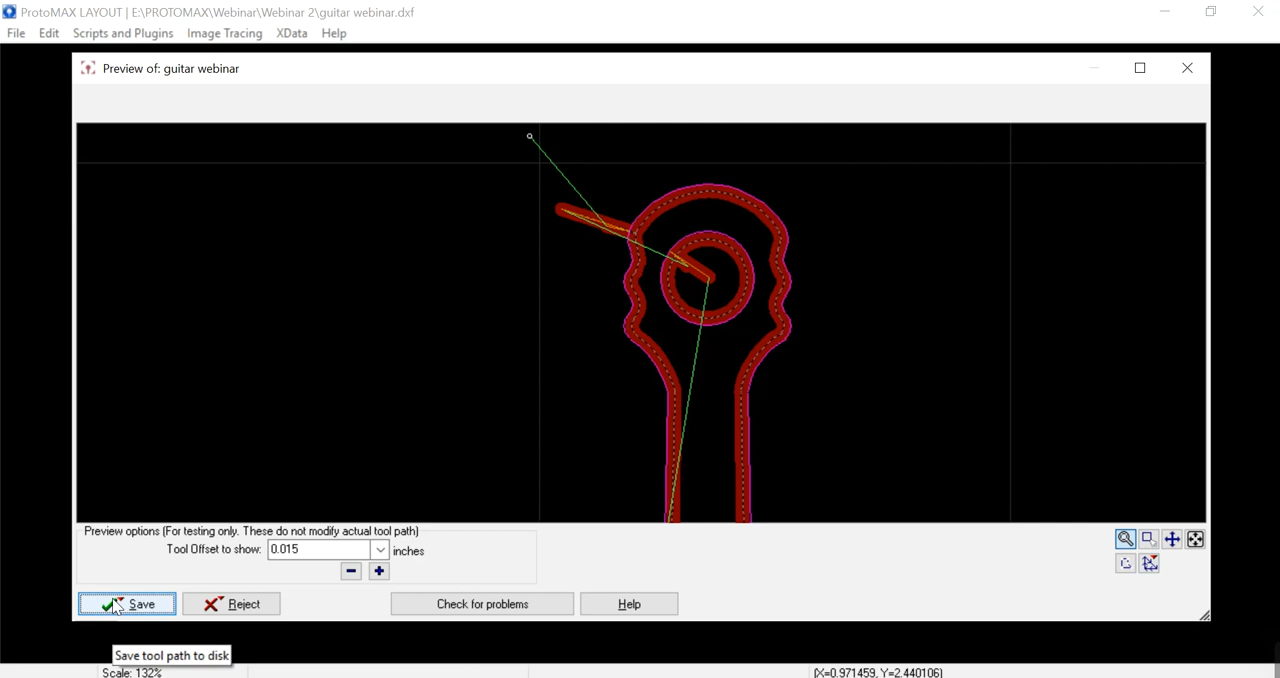 ProtoMAX LAYOUT | E:\PROTOMAX\Webinar\Webinar 2\guitar webinar.dxf
File Edit Scripts and Plugins Image Tracing XData Help
Preview of: guitar webinar
Preview options (For testing only. These do not modify actual tool path)
Tool Offset to show: 0.015 inches
Save Reject Check for problems Help
Save tool path to disk
Scale: 132% (X=0.971459, Y=2.440106)